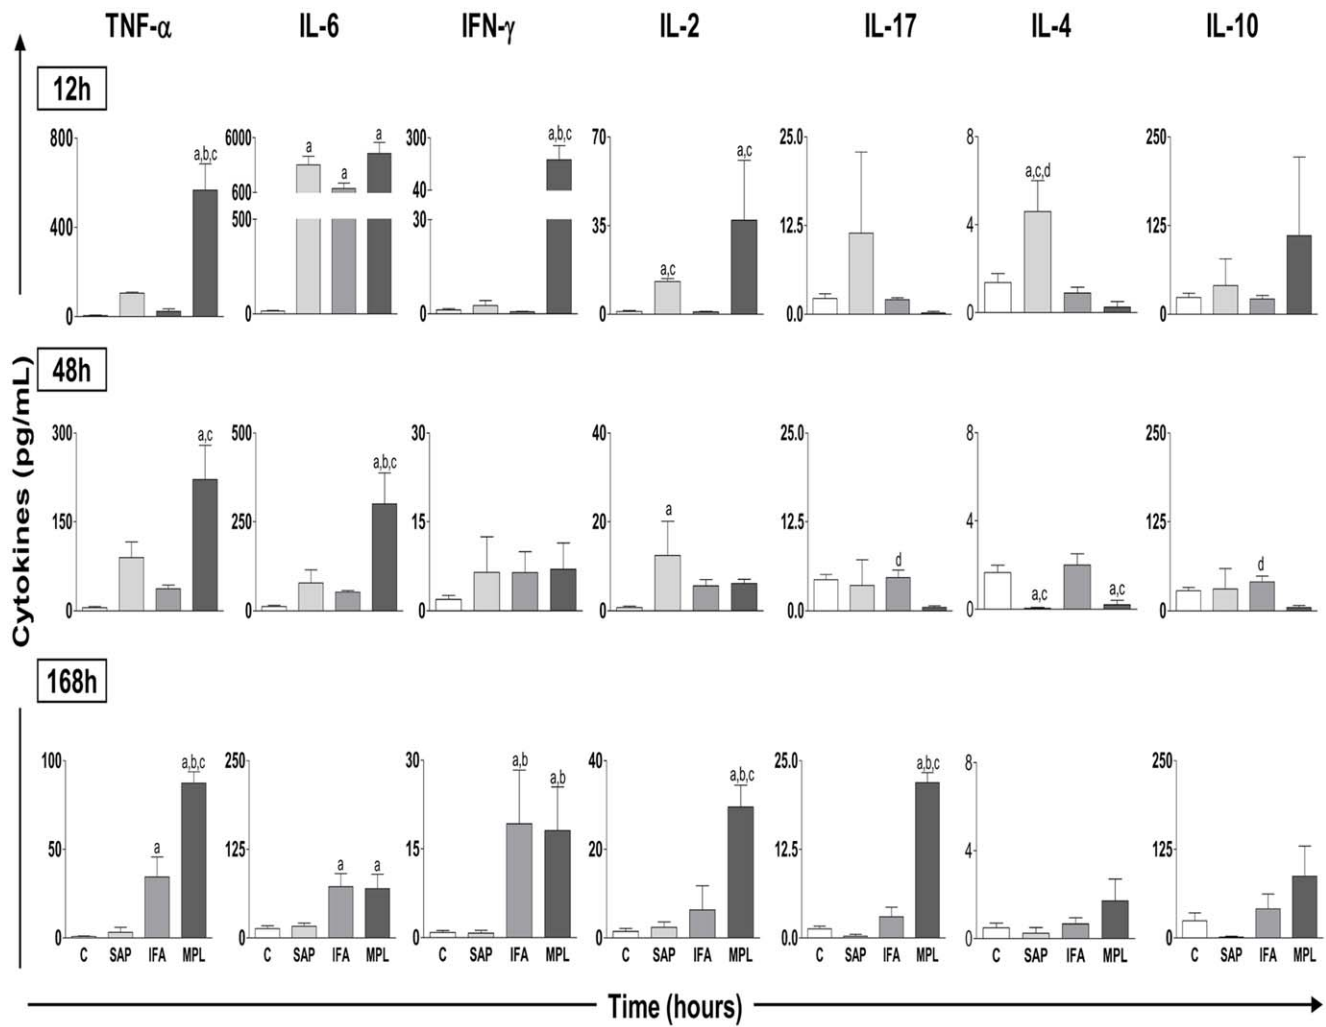 TNF-α IL-6 IFN-γ IL-2 IL-17 IL-4 IL-10
12h
800 400 0 a,b,c
6000 600 500 0 a a a
300 40 30 0 a,b,c
70 35 0 a,c a,c
25.0 12.5 0.0
8 4 0 a,c,d
250 125 0
48h
Cytokines (pg/mL)
300 150 0 a,c
500 250 0 a,b,c
30 15 0
40 20 0 a
25.0 12.5 0.0 d
8 4 0 a,c a,c
250 125 0 d
168h
100 50 0 a a,b,c
250 125 0 a a
30 15 0 a,b a,b
40 20 0 a,b,c
25.0 12.5 0.0 a,b,c
8 4 0
250 125 0
C SAP IFA MPL C SAP IFA MPL C SAP IFA MPL C SAP IFA MPL C SAP IFA MPL C SAP IFA MPL C SAP IFA MPL
Time (hours)